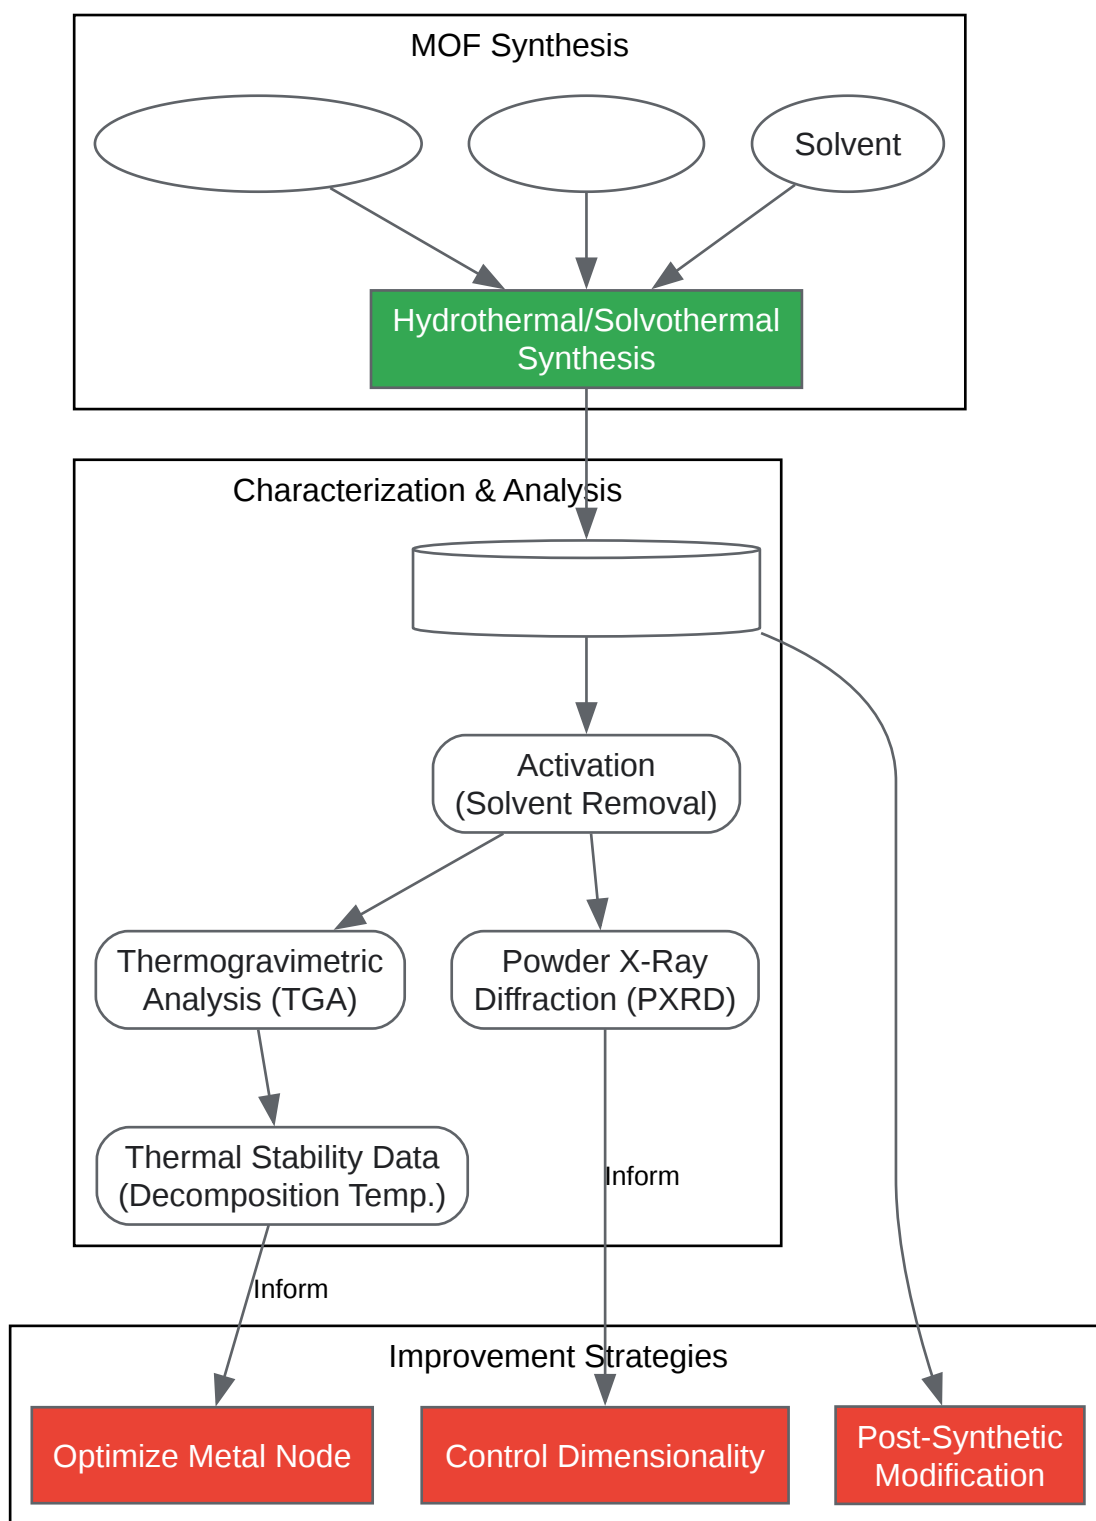 MOF Synthesis
Solvent
Hydrothermal/Solvothermal
Synthesis
Characterization & Analysis
Activation
(Solvent Removal)
Thermogravimetric
Analysis (TGA)
Powder X-Ray
Diffraction (PXRD)
Thermal Stability Data
(Decomposition Temp.)
Inform
Inform
Improvement Strategies
Optimize Metal Node
Control Dimensionality
Post-Synthetic
Modification